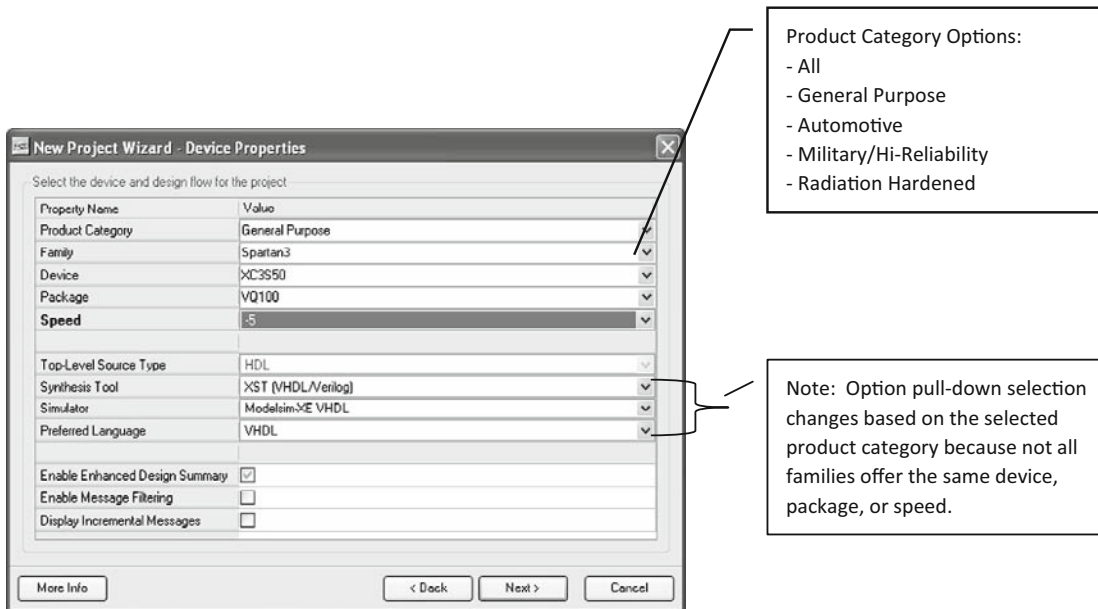 Product Category Options:
- All
- General Purpose
- Automotive
- Military/Hi-Reliability
- Radiation Hardened
New Project Wizard - Device Properties
Select the device and design flow for the project
Property Name Value
Product Category General Purpose
Family Spartan3
Device XC3S50
Package VQ100
Speed -5
Top-Level Source Type HDL
Synthesis Tool XST (VHDL/Verilog)
Simulator Modelsim-XE VHDL
Preferred Language VHDL
Enable Enhanced Design Summary
Enable Message Filtering
Display Incremental Messages
More Info < Back Next > Cancel
Note: Option pull-down selection
changes based on the selected
product category because not all
families offer the same device,
package, or speed.